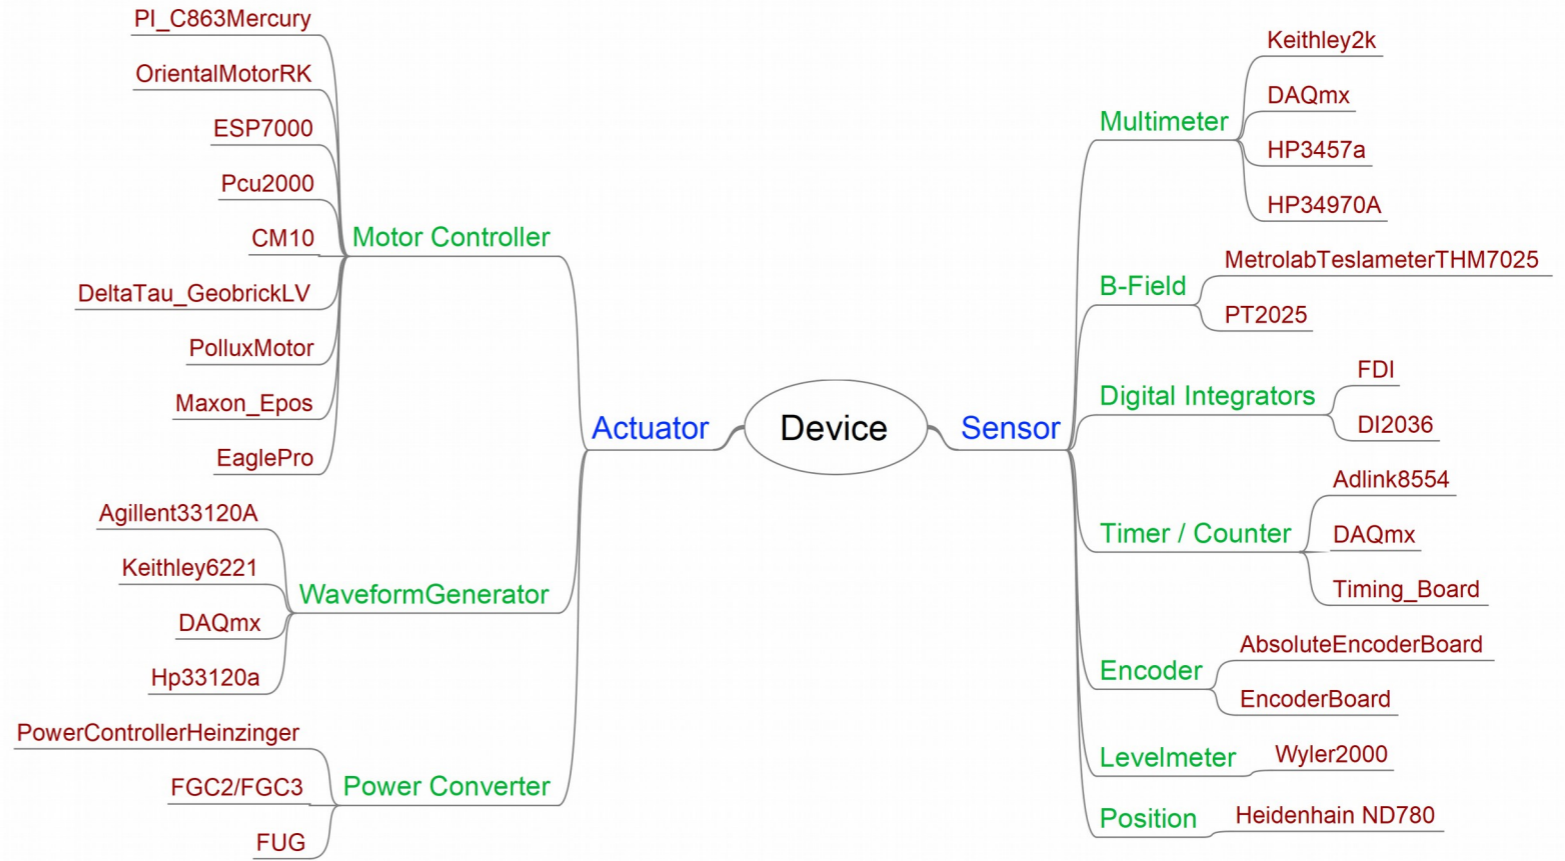 PI_C863Mercury
OrientalMotorRK
ESP7000
Pcu2000
CM10
DeltaTau_GeobrickLV
PolluxMotor
Maxon_Epos
EaglePro
Motor Controller
Agillent33120A
Keithley6221
DAQmx
Hp33120a
WaveformGenerator
PowerControllerHeinzinger
FGC2/FGC3
FUG
Power Converter
Actuator
Device
Sensor
Multimeter
Keithley2k
DAQmx
HP3457a
HP34970A
B-Field
MetrolabTeslameterTHM7025
PT2025
Digital Integrators
FDI
DI2036
Timer / Counter
Adlink8554
DAQmx
Timing_Board
Encoder
AbsoluteEncoderBoard
EncoderBoard
Levelmeter
Wyler2000
Position
Heidenhain ND780